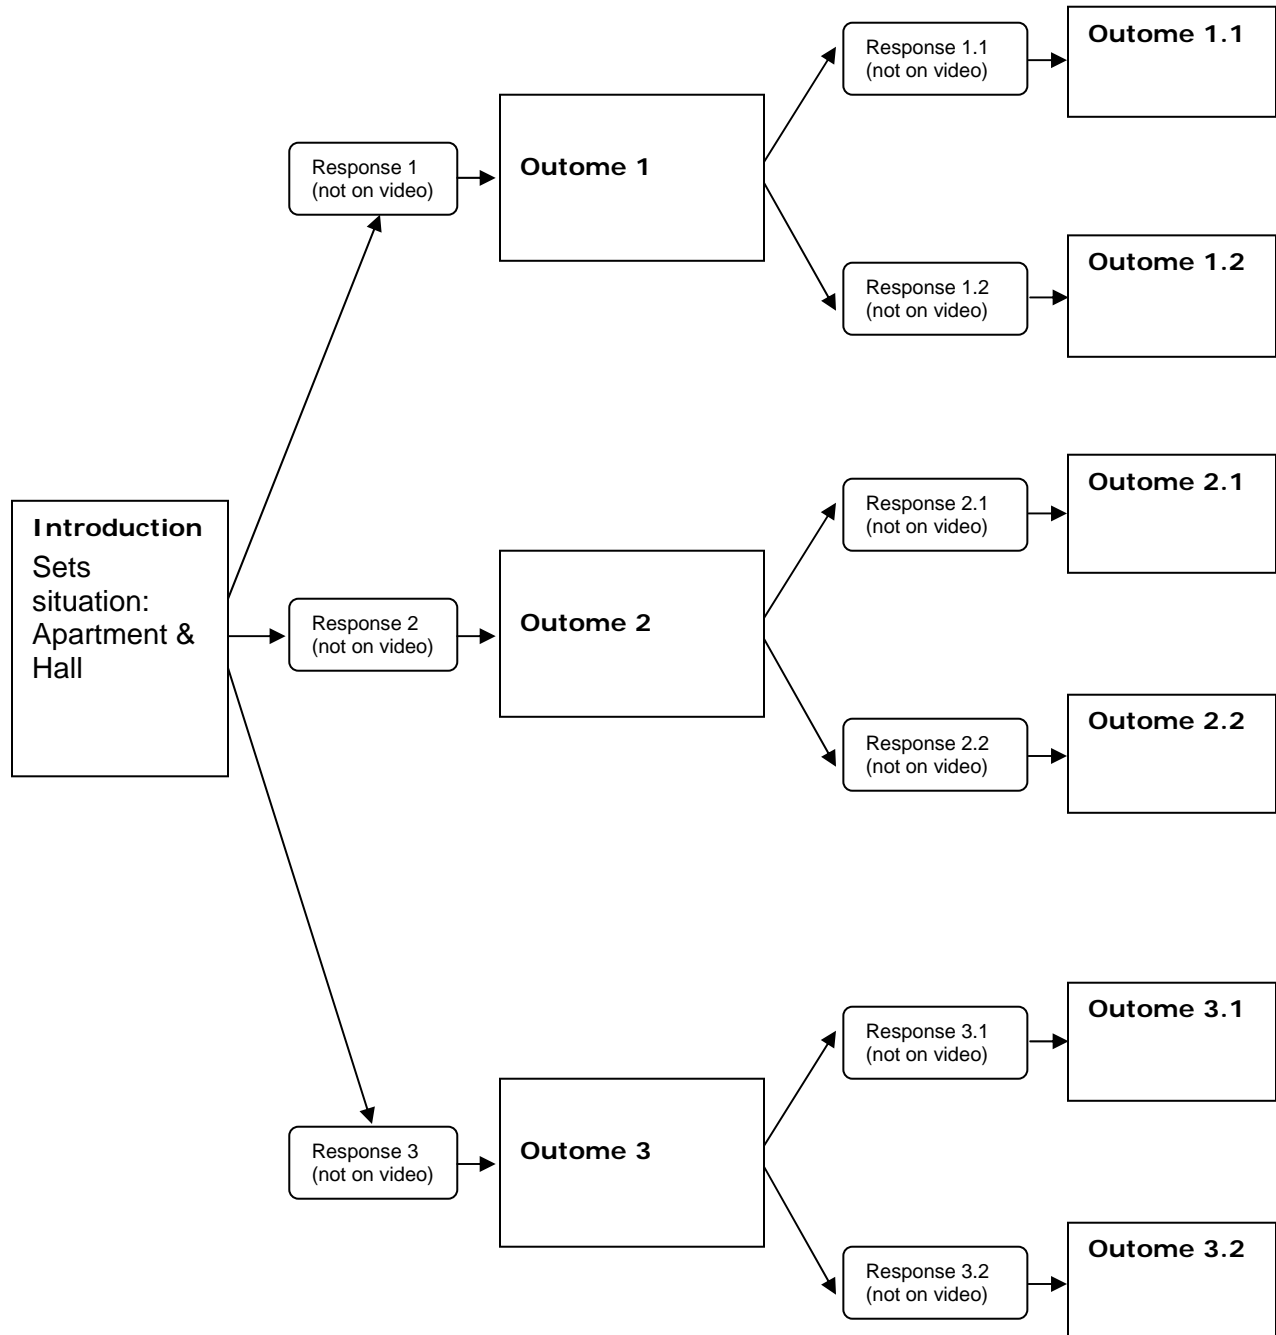 Introduction
Sets
situation:
Apartment &
Hall
Response 1
(not on video)
Outome 1
Response 1.1
(not on video)
Outome 1.1
Response 1.2
(not on video)
Outome 1.2
Response 2
(not on video)
Outome 2
Response 2.1
(not on video)
Outome 2.1
Response 2.2
(not on video)
Outome 2.2
Response 3
(not on video)
Outome 3
Response 3.1
(not on video)
Outome 3.1
Response 3.2
(not on video)
Outome 3.2